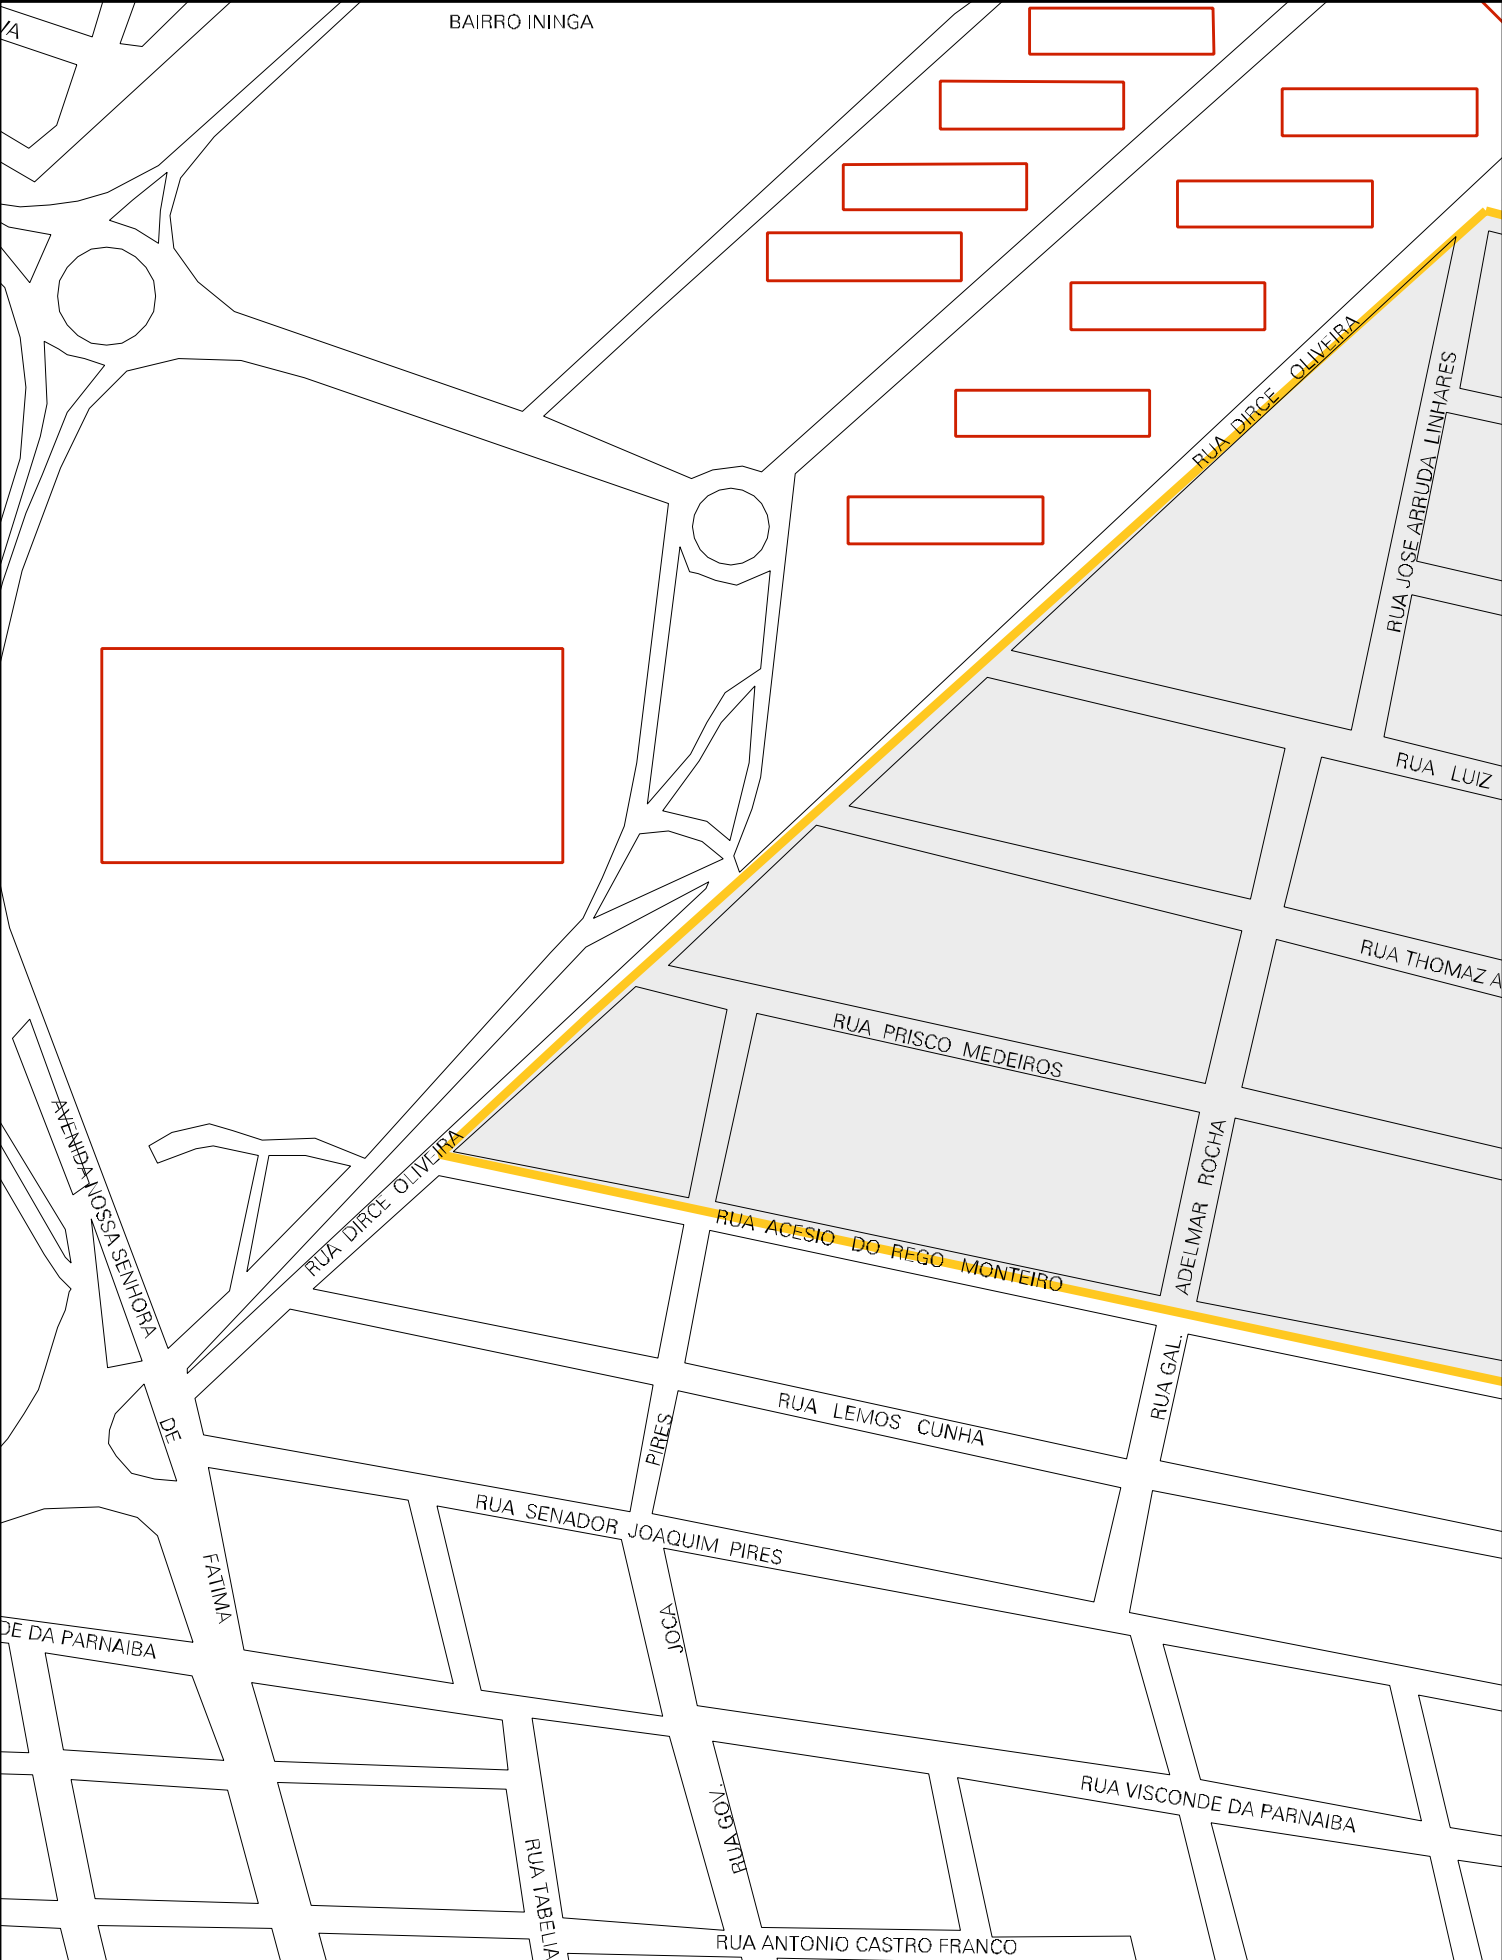 BAIRRO ININGA
RUA DIRCE OLIVEIRA
RUA JOSE ARRUDA LINHARES
RUA LUIZ
RUA THOMAZ A
RUA PRISCO MEDEIROS
AVENIDA NOSSA SENHORA
DE
FATIMA
RUA DIRCE OLIVEIRA
RUA ACESIO DO REGO MONTEIRO
RUA GAL. ADELMAR ROCHA
RUA LEMOS CUNHA
RUA SENADOR JOAQUIM PIRES
RUA GOV. JOCA PIRES
DE DA PARNAIBA
RUA VISCONDE DA PARNAIBA
RUA TABELIA
RUA ANTONIO CASTRO FRANCO